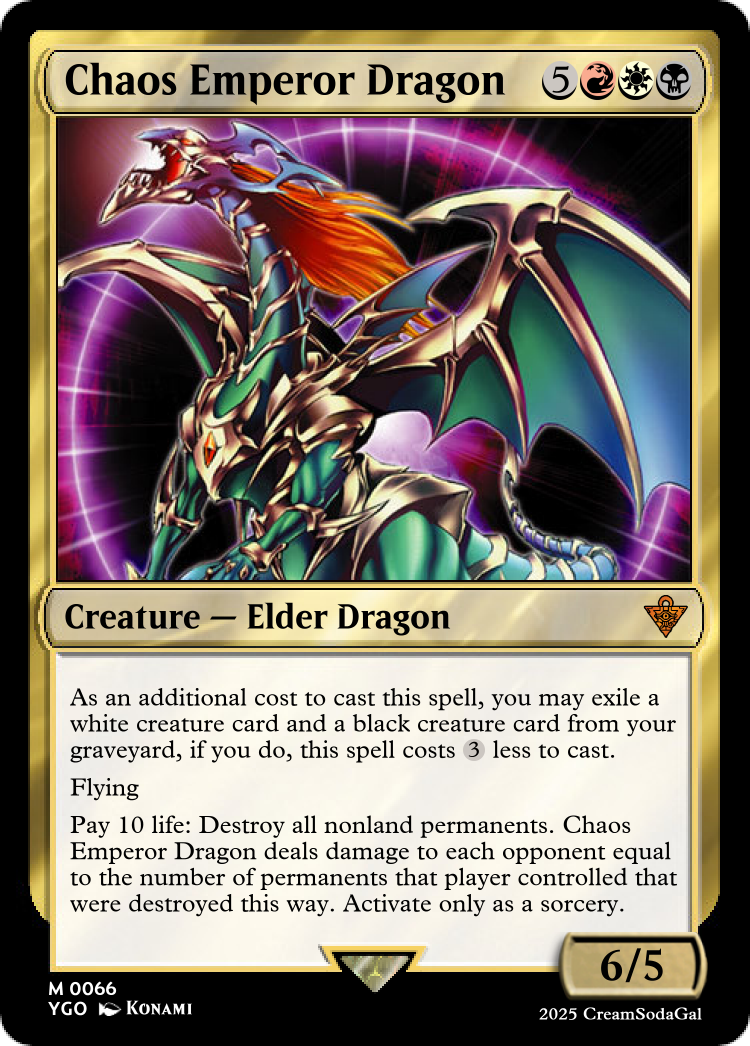 Chaos Emperor Dragon 5
Creature — Elder Dragon
As an additional cost to cast this spell, you may exile a
white creature card and a black creature card from your
graveyard, if you do, this spell costs 3 less to cast.
Flying
Pay 10 life: Destroy all nonland permanents. Chaos
Emperor Dragon deals damage to each opponent equal
to the number of permanents that player controlled that
were destroyed this way. Activate only as a sorcery.
6/5
M 0066
YGO KONAMI
2025 CreamSodaGal